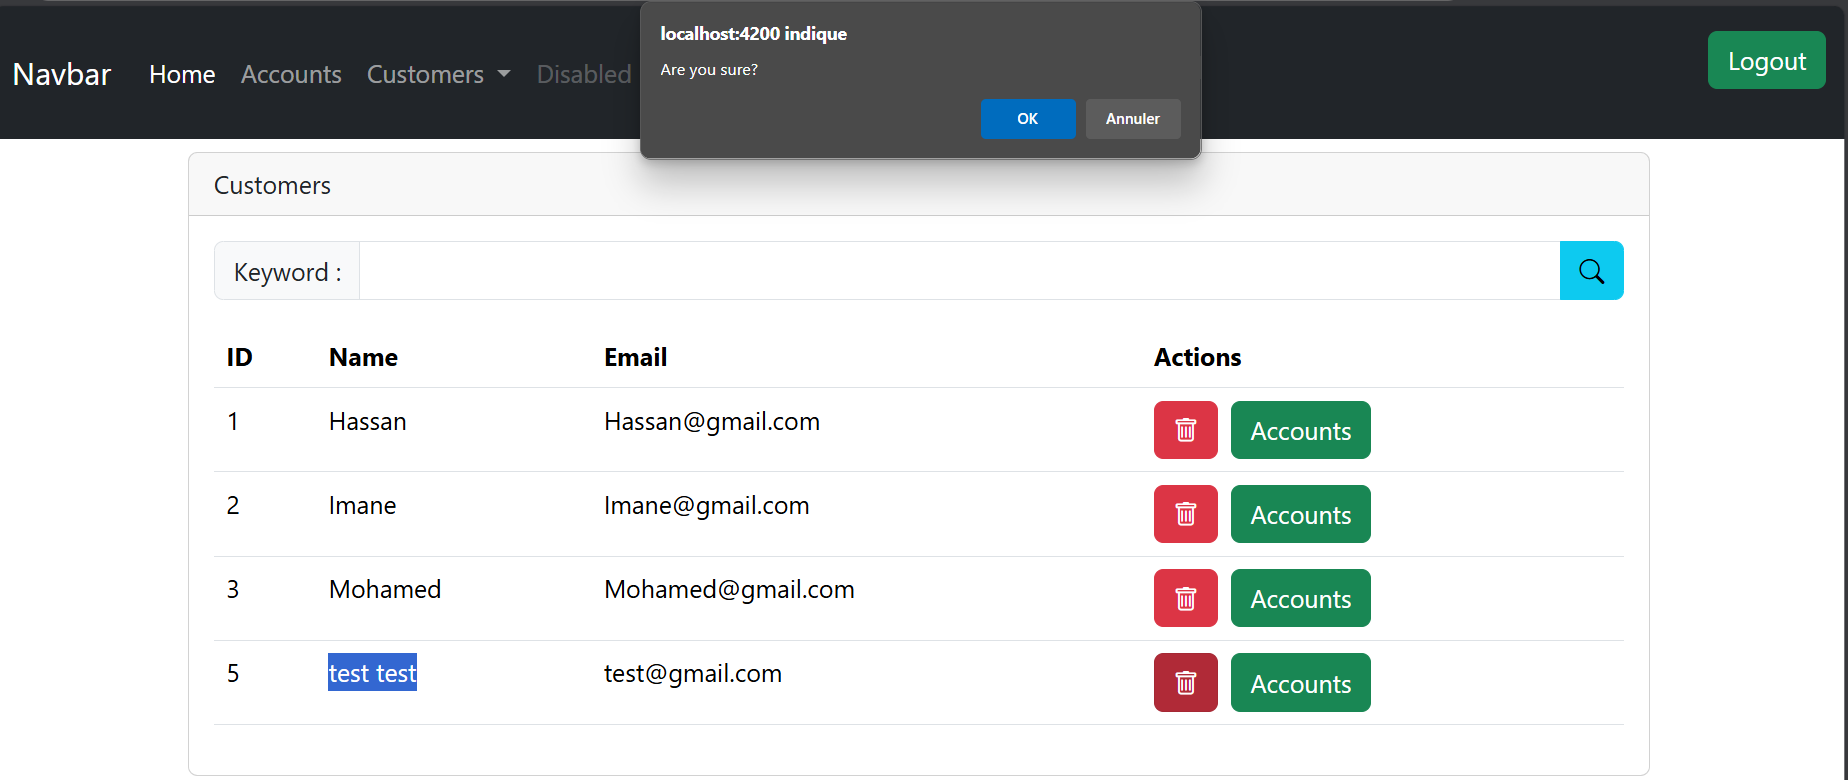 localhost:4200 indique
Are you sure?
OK Annuler
Navbar Home Accounts Customers Disabled Logout
Customers
Keyword :
ID Name Email Actions
1 Hassan Hassan@gmail.com Accounts
2 Imane Imane@gmail.com Accounts
3 Mohamed Mohamed@gmail.com Accounts
5 test test test@gmail.com Accounts